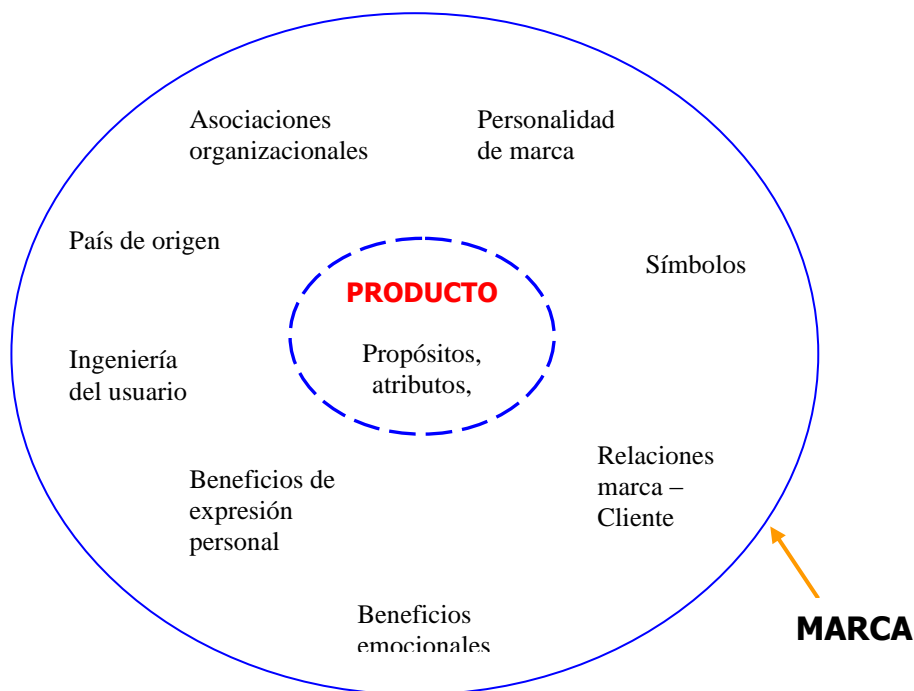 Asociaciones
organizacionales
Personalidad
de marca
País de origen
Símbolos
PRODUCTO
Propósitos,
atributos,
Ingeniería
del usuario
Beneficios de
expresión
personal
Relaciones
marca –
Cliente
Beneficios
emocionales
MARCA